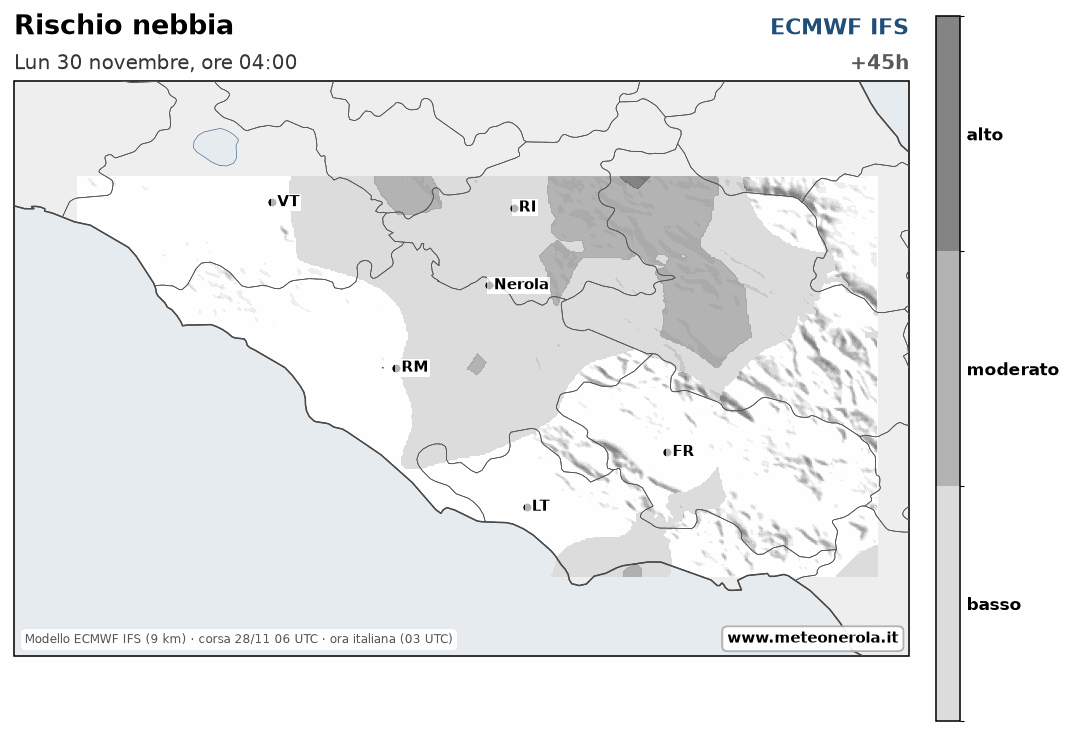 Rischio nebbia
ECMWF IFS
Lun 30 novembre, ore 04:00
+45h
alto
VT
RI
Nerola
RM
moderato
FR
LT
basso
Modello ECMWF IFS (9 km) · corsa 28/11 06 UTC · ora italiana (03 UTC)
www.meteonerola.it